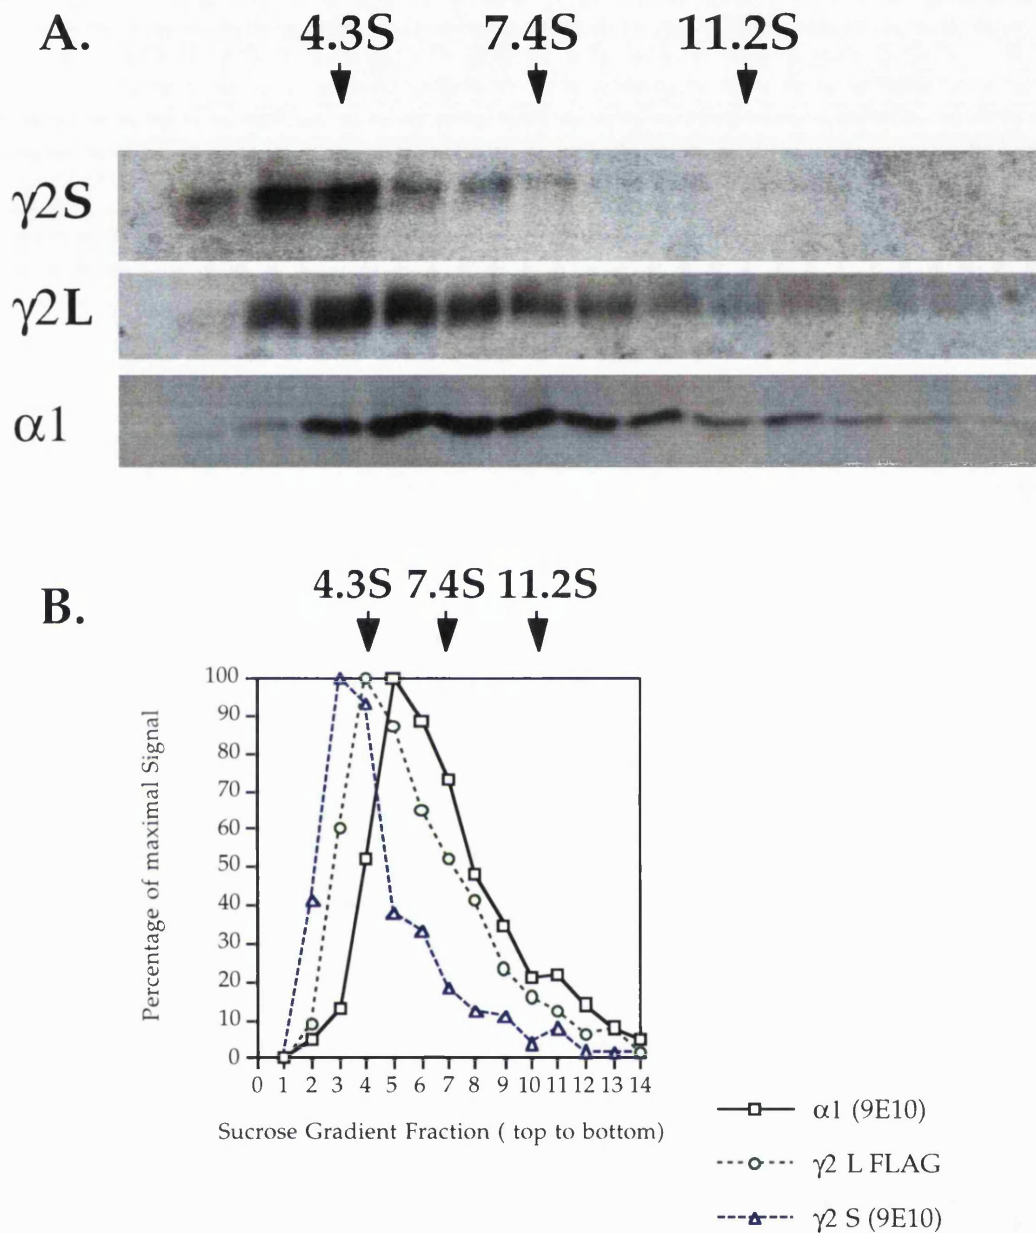 A.
4.3S 7.4S 11.2S
γ2S
γ2L
α1
B.
4.3S 7.4S 11.2S
Percentage of maximal Signal
100
90
80
70
60
50
40
30
20
10
0
0 1 2 3 4 5 6 7 8 9 10 11 12 13 14
Sucrose Gradient Fraction ( top to bottom)
α1 (9E10)
γ2 L FLAG
γ2 S (9E10)